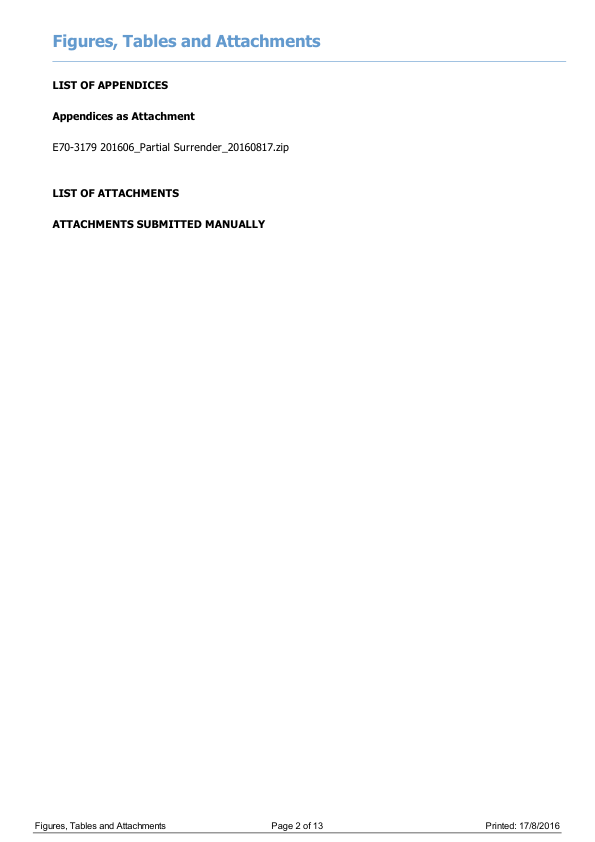 Figures, Tables and Attachments
LIST OF APPENDICES
Appendices as Attachment
E70-3179 201606_Partial Surrender_20160817.zip
LIST OF ATTACHMENTS
ATTACHMENTS SUBMITTED MANUALLY
Figures, Tables and Attachments Page 2 of 13 Printed: 17/8/2016